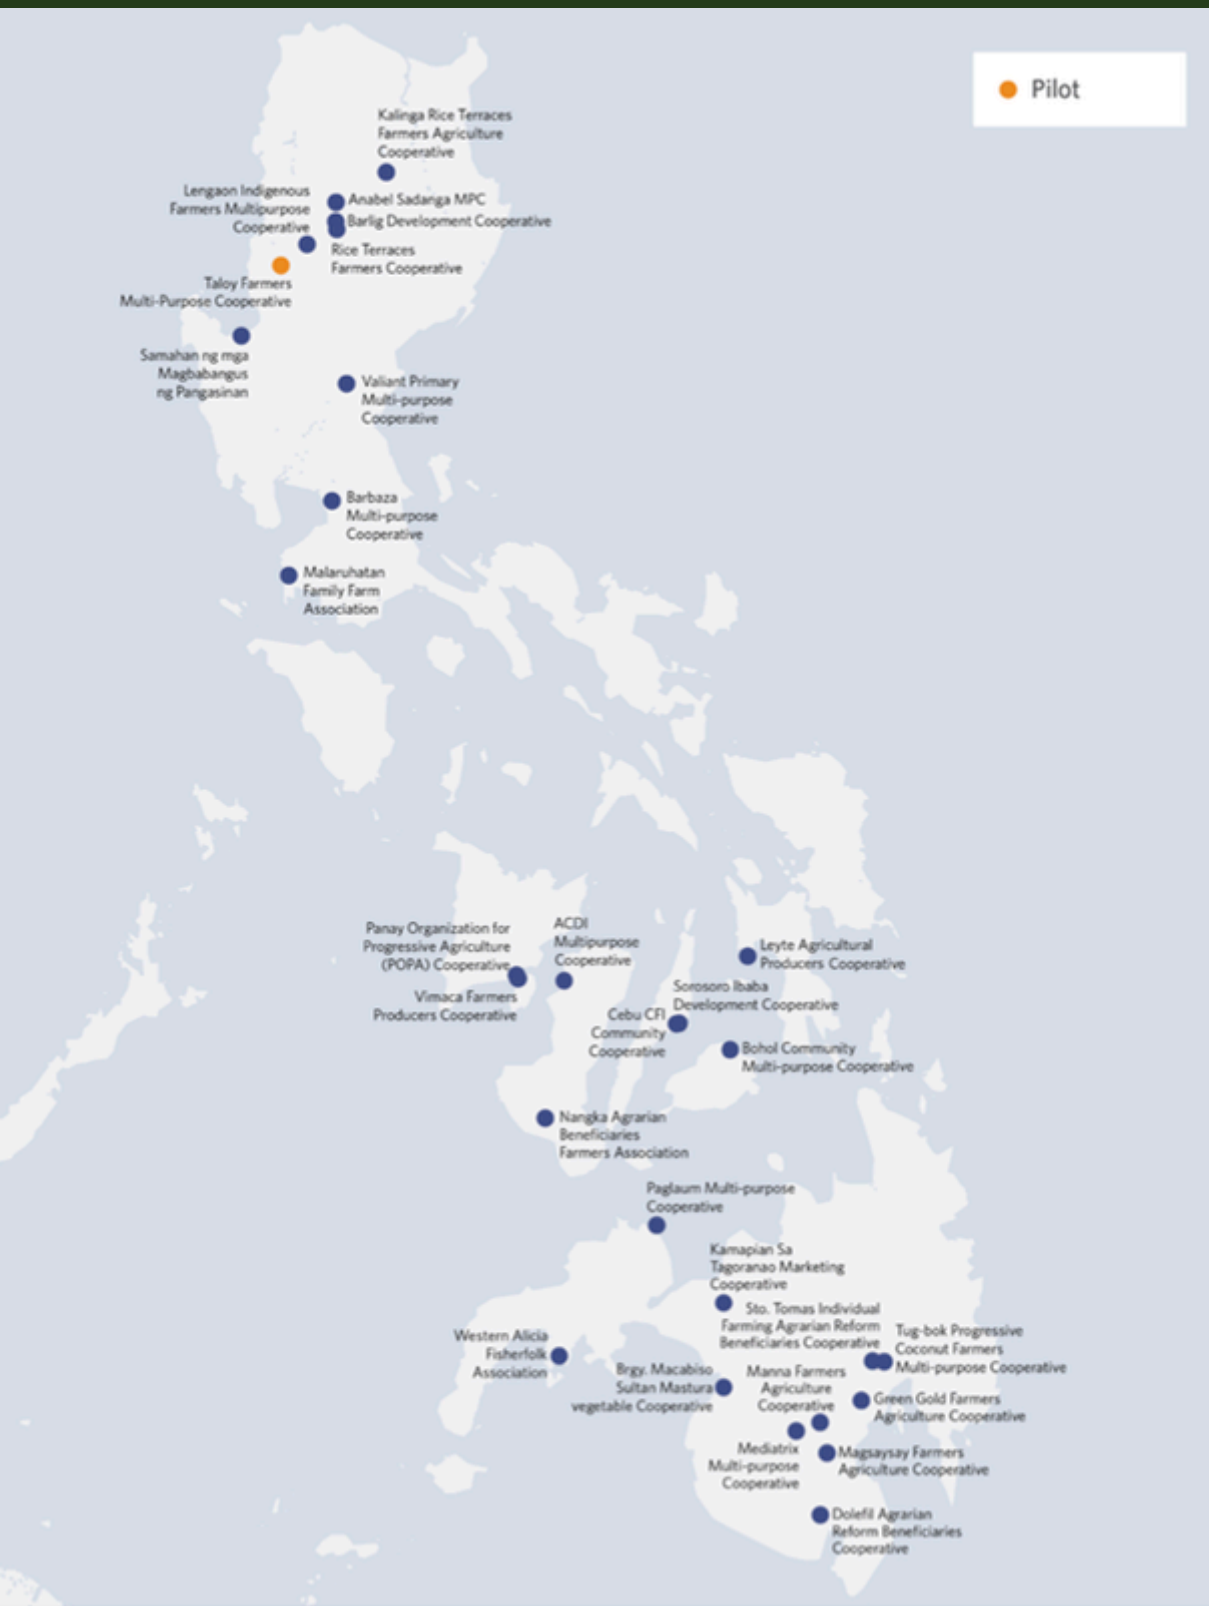 Pilot
Kalinga Rice Terraces
Farmers Agriculture
Cooperative
Lengaon Indigenous
Farmers Multipurpose
Cooperative
Anabel Sadanga MPC
Barlig Development Cooperative
Rice Terraces
Farmers Cooperative
Taloy Farmers
Multi-Purpose Cooperative
Samahan ng mga
Magbabangus
ng Pangasinan
Valiant Primary
Multi-purpose
Cooperative
Barbaza
Multi-purpose
Cooperative
Malaruhatan
Family Farm
Association
Panay Organization for
Progressive Agriculture
(POPA) Cooperative
Vimaca Farmers
Producers Cooperative
ACDI
Multipurpose
Cooperative
Leyte Agricultural
Producers Cooperative
Sorosoro Ibaba
Development Cooperative
Cebu CFI
Community
Cooperative
Bohol Community
Multi-purpose Cooperative
Nangka Agrarian
Beneficiaries
Farmers Association
Paglaum Multi-purpose
Cooperative
Kamapian Sa
Tagoranao Marketing
Cooperative
Sto. Tomas Individual
Farming Agrarian Reform
Beneficiaries Cooperative
Tug-bok Progressive
Coconut Farmers
Multi-purpose Cooperative
Western Alicia
Fisherfolk
Association
Brgy. Macabiso
Sultan Mastura
vegetable Cooperative
Manna Farmers
Agriculture
Cooperative
Green Gold Farmers
Agriculture Cooperative
Mediatrix
Multi-purpose
Cooperative
Magsaysay Farmers
Agriculture Cooperative
Dolefil Agrarian
Reform Beneficiaries
Cooperative